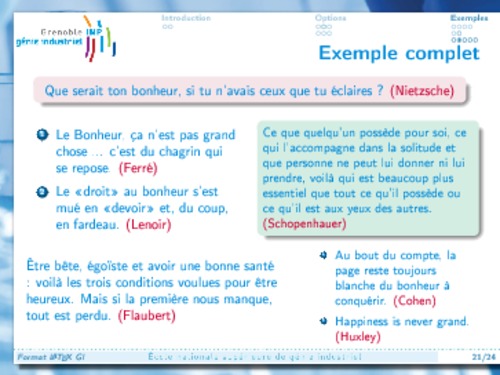 Grenoble INP
génie industriel
Introduction
Options
Exemples
Exemple complet
Que serait ton bonheur, si tu n'avais ceux que tu éclaires ? (Nietzsche)
Le Bonheur, ça n'est pas grand
chose ... c'est du chagrin qui
se repose. (Ferré)
Le «droit» au bonheur s'est
mué en «devoir» et, du coup,
en fardeau. (Lenoir)
Ce que quelqu'un possède pour soi, ce
qui l'accompagne dans la solitude et
que personne ne peut lui donner ni lui
prendre, voilà qui est beaucoup plus
essentiel que tout ce qu'il possède ou
ce qu'il est aux yeux des autres.
(Schopenhauer)
Être bête, égoïste et avoir une bonne santé
: voilà les trois conditions voulues pour être
heureux. Mais si la première nous manque,
tout est perdu. (Flaubert)
Au bout du compte, la
page reste toujours
blanche du bonheur à
conquérir. (Cohen)
Happiness is never grand.
(Huxley)
Format LATEX GI
École nationale supérieure de génie industriel
21/24